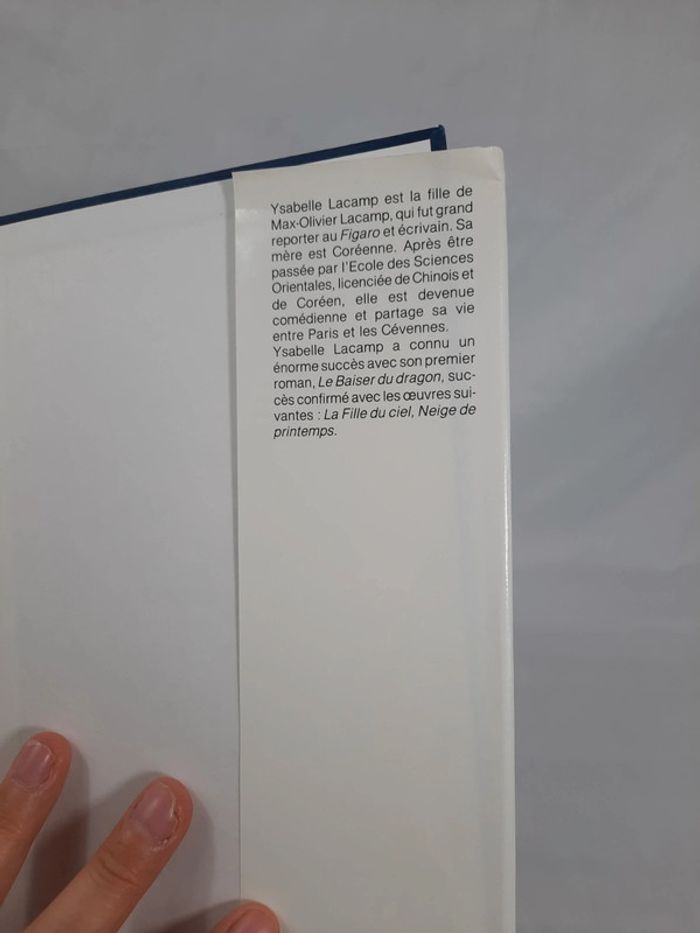 Ysabelle Lacamp est la fille de
Max-Olivier Lacamp, qui fut grand
reporter au Figaro et écrivain. Sa
mère est Coréenne. Après être
passée par l'Ecole des Sciences
Orientales, licenciée de Chinois et
de Coréen, elle est devenue
comédienne et partage sa vie
entre Paris et les Cévennes.
Ysabelle Lacamp a connu un
énorme succès avec son premier
roman, Le Baiser du dragon, suc-
cès confirmé avec les œuvres sui-
vantes : La Fille du ciel, Neige de
printemps.